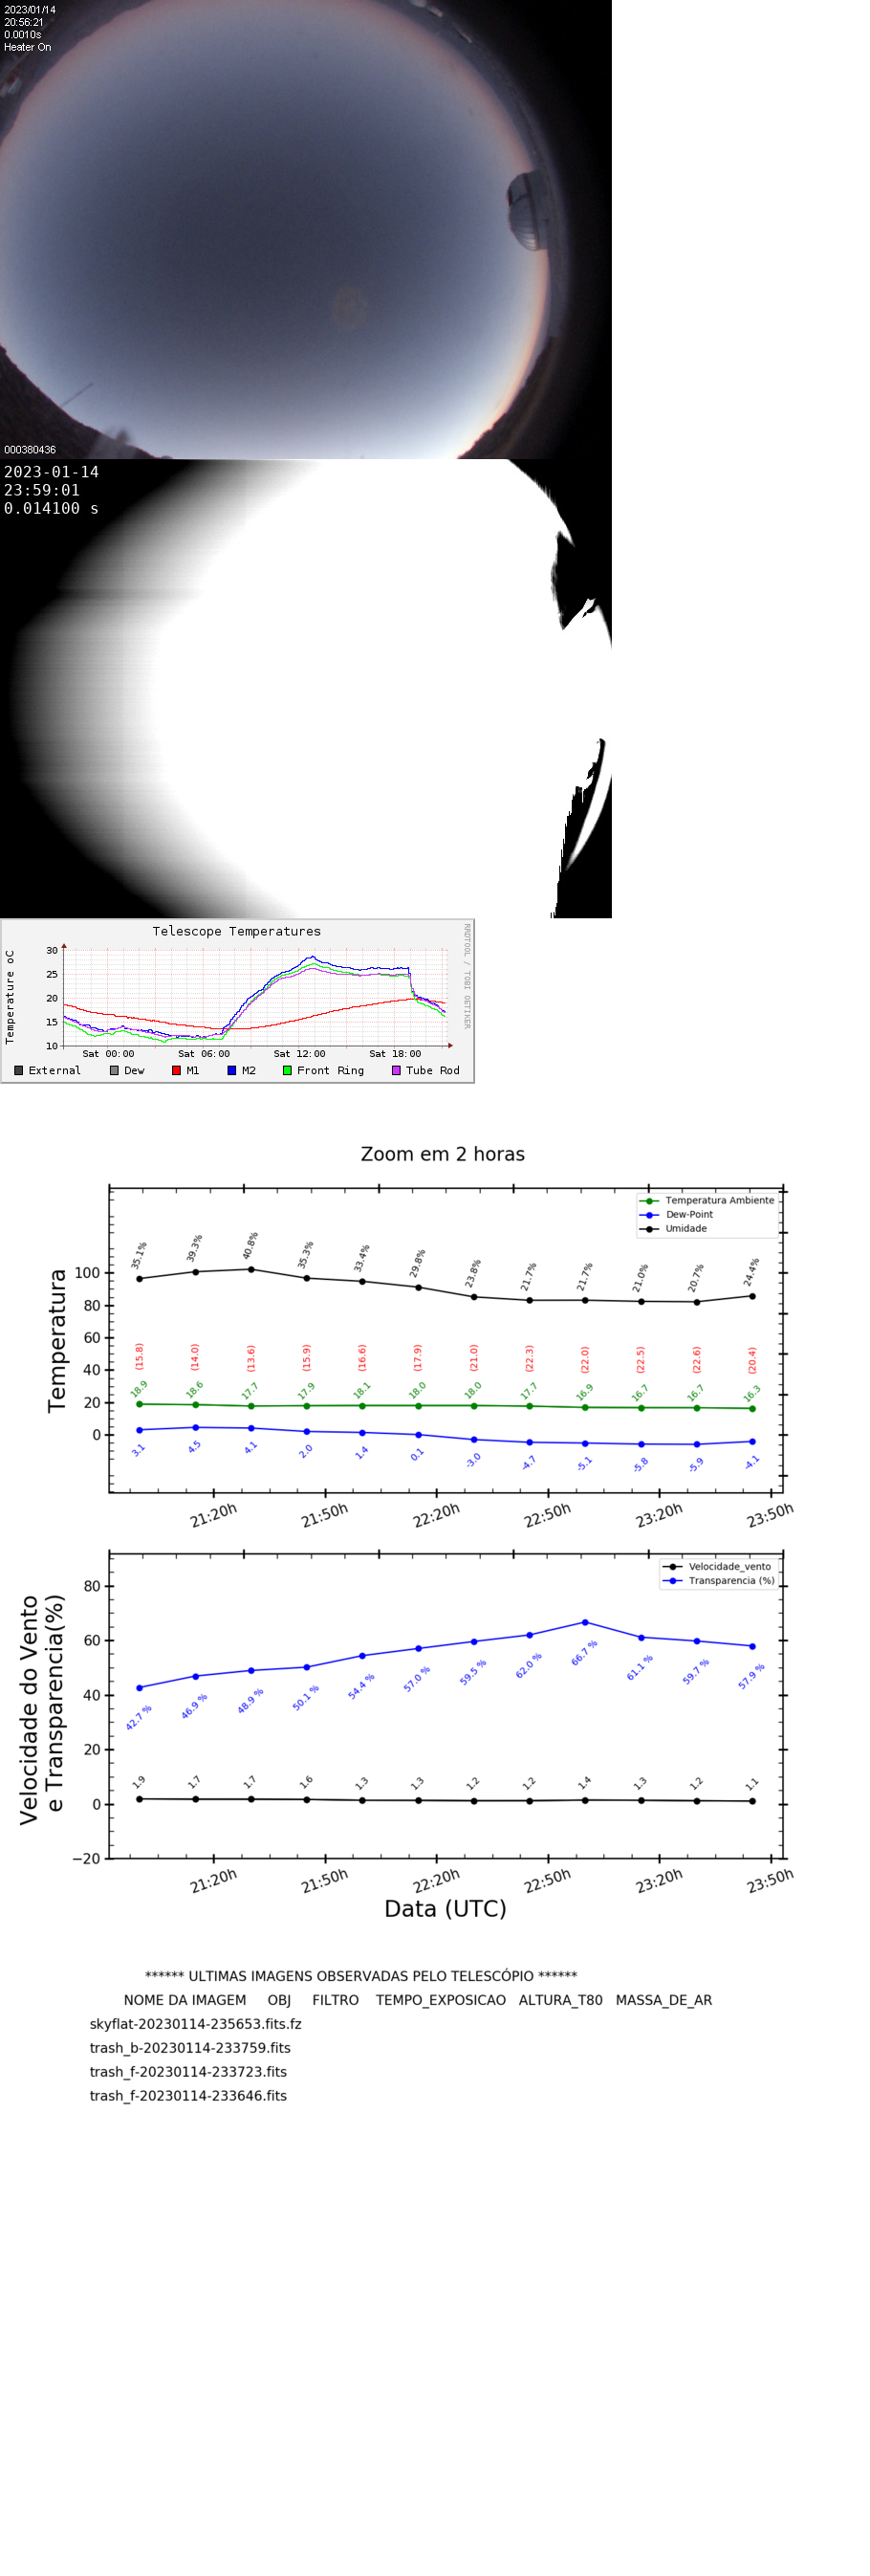 2023/01/14
20:56:21
0.0010s
Heater On
000380436
2023-01-14
23:59:01
0.014100 s
Telescope Temperatures
RRDTOOL / TOBI OETIKER
Temperature oC
30
25
20
15
10
Sat 00:00 Sat 06:00 Sat 12:00 Sat 18:00
External Dew M1 M2 Front Ring Tube Rod
Zoom em 2 horas
Temperatura Ambiente
Dew-Point
Umidade
Temperatura
100
80
60
40
20
0
35.1% 39.3% 40.8% 35.3% 33.4% 29.8% 23.8% 21.7% 21.7% 21.0% 20.7% 24.4%
(15.8) (14.0) (13.6) (15.9) (16.6) (17.9) (21.0) (22.3) (22.0) (22.5) (22.6) (20.4)
18.9 18.6 17.7 17.9 18.1 18.0 18.0 17.7 16.9 16.7 16.7 16.3
3.1 4.5 4.1 2.0 1.4 0.1 -3.0 -4.7 -5.1 -5.8 -5.9 -4.1
21:20h 21:50h 22:20h 22:50h 23:20h 23:50h
Velocidade_vento
Transparencia (%)
Velocidade do Vento
e Transparencia(%)
80
60
40
20
0
−20
42.7 % 46.9 % 48.9 % 50.1 % 54.4 % 57.0 % 59.5 % 62.0 % 66.7 % 61.1 % 59.7 % 57.9 %
1.9 1.7 1.7 1.6 1.3 1.3 1.2 1.2 1.4 1.3 1.2 1.1
21:20h 21:50h 22:20h 22:50h 23:20h 23:50h
Data (UTC)
****** ULTIMAS IMAGENS OBSERVADAS PELO TELESCÓPIO ******
NOME DA IMAGEM OBJ FILTRO TEMPO_EXPOSICAO ALTURA_T80 MASSA_DE_AR
skyflat-20230114-235653.fits.fz
trash_b-20230114-233759.fits
trash_f-20230114-233723.fits
trash_f-20230114-233646.fits